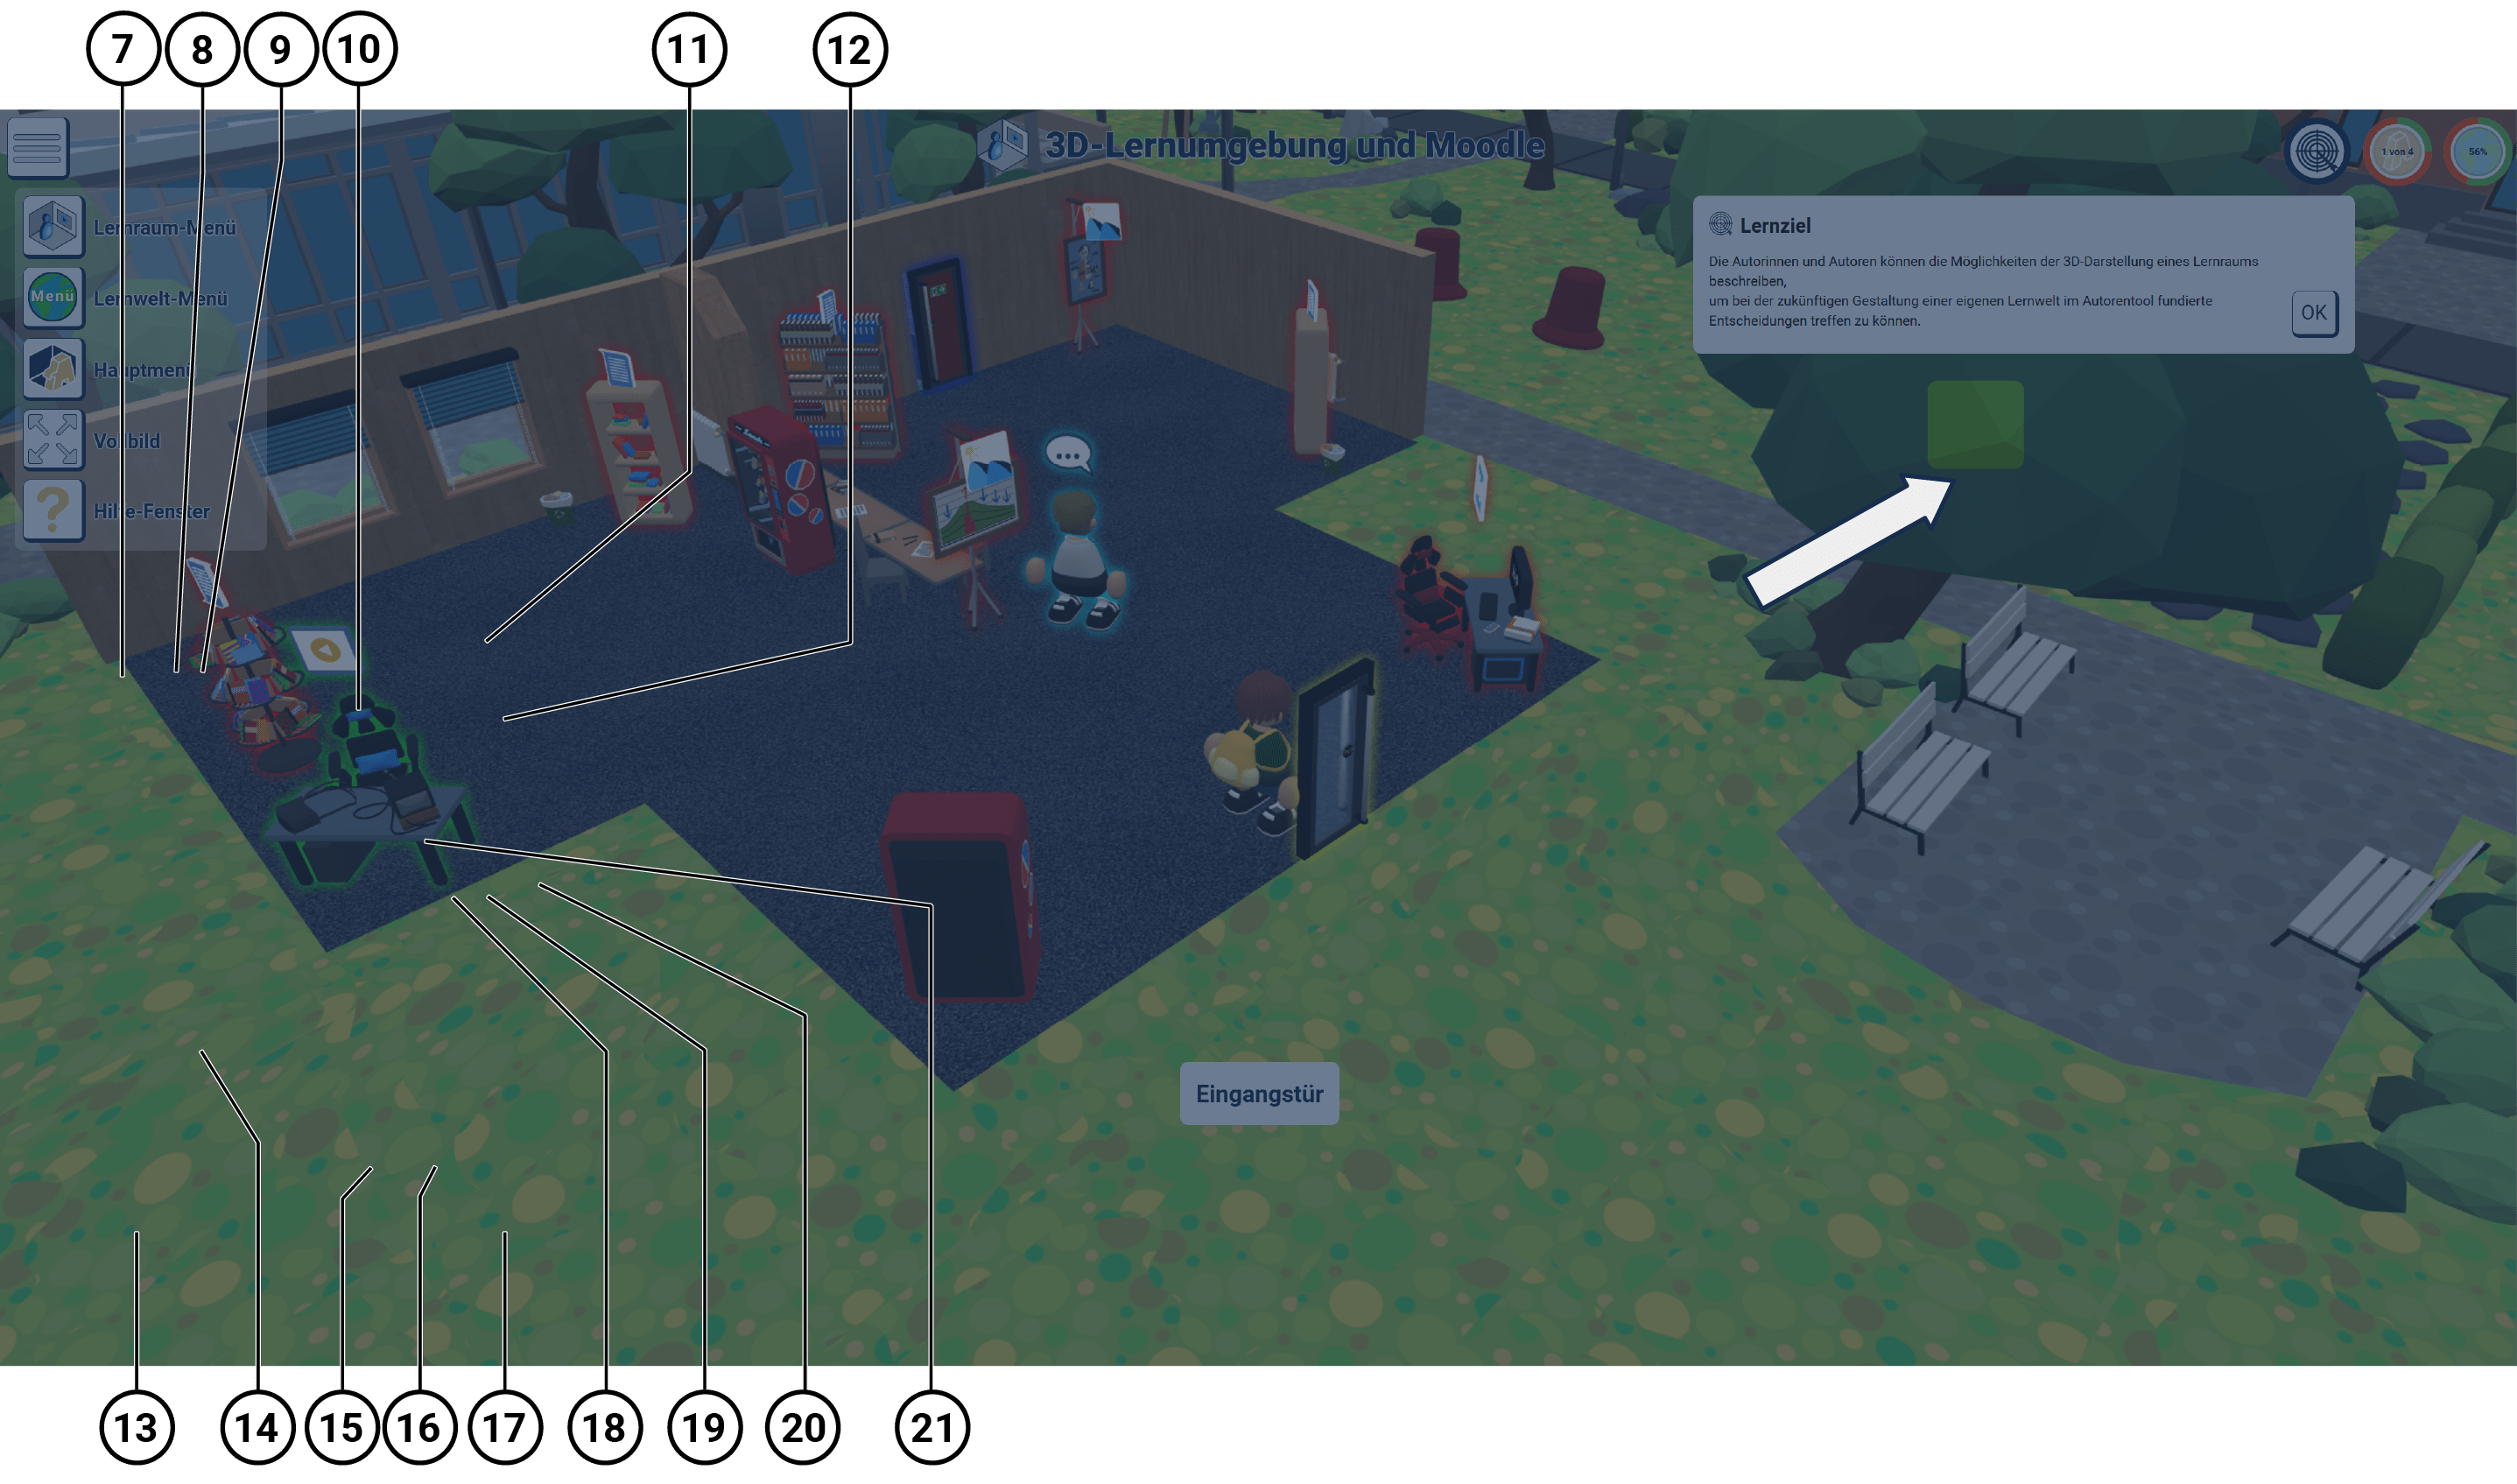 7 8 9 10 11 12
3D-Lernumgebung und Moodle
1 von 4
56%
Lernraum-Menü
Menü
Lernwelt-Menü
Hauptmenü
Vollbild
Hilfe-Fenster
Lernziel
Die Autorinnen und Autoren können die Möglichkeiten der 3D-Darstellung eines Lernraums
beschreiben,
um bei der zukünftigen Gestaltung einer eigenen Lernwelt im Autorentool fundierte
Entscheidungen treffen zu können.
OK
Eingangstür
13 14 15 16 17 18 19 20 21